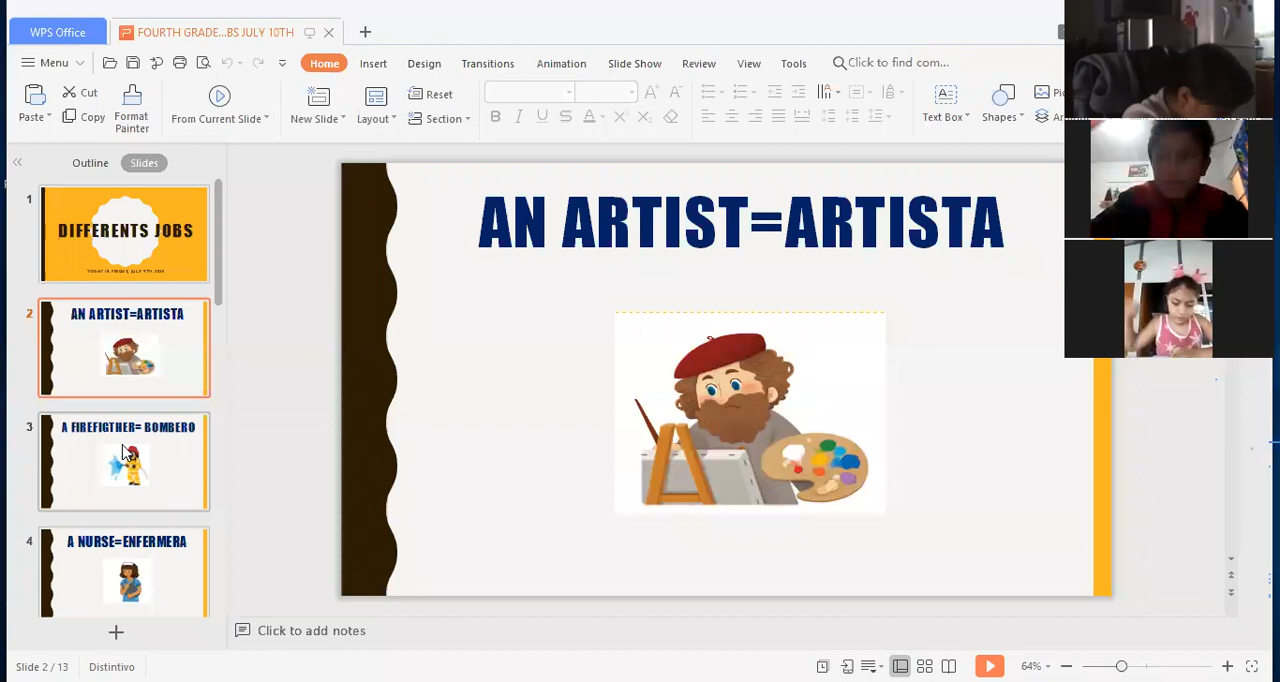 WPS Office
FOURTH GRADE...BS JULY 10TH
Menu
Home
Insert
Design
Transitions
Animation
Slide Show
Review
View
Tools
Click to find com...
Paste
Cut
Copy
Format
Painter
From Current Slide
New Slide
Layout
Reset
Section
Text Box
Shapes
Outline
Slides
1
DIFFERENTS JOBS
2
AN ARTIST=ARTISTA
3
A FIREFIGTHER= BOMBERO
4
A NURSE=ENFERMERA
AN ARTIST=ARTISTA
Click to add notes
Slide 2 / 13
Distintivo
64%